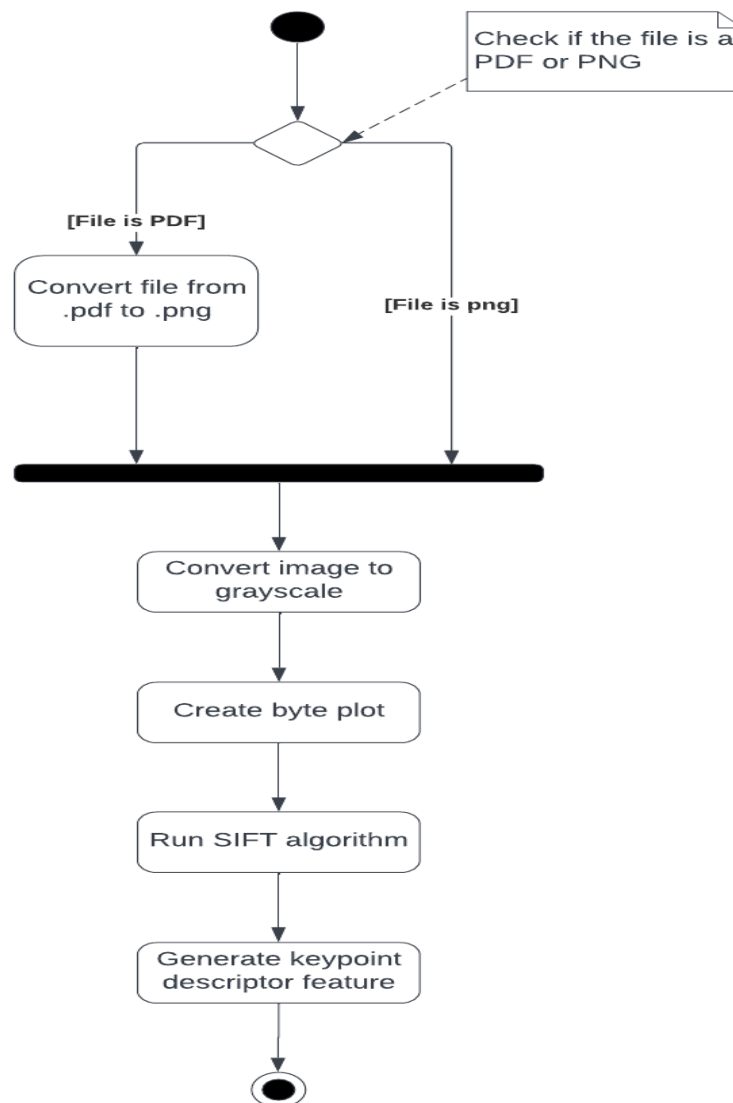 Check if the file is a
PDF or PNG
[File is PDF]
Convert file from
.pdf to .png
[File is png]
Convert image to
grayscale
Create byte plot
Run SIFT algorithm
Generate keypoint
descriptor feature